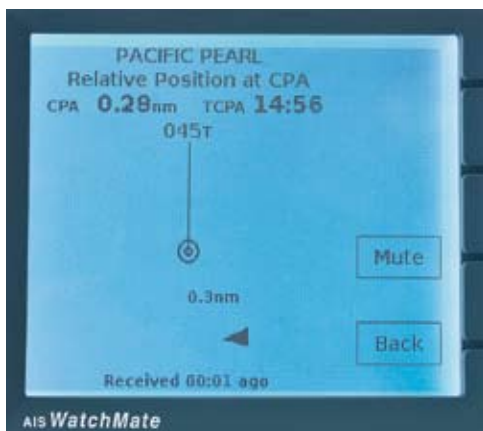 PACIFIC PEARL
Relative Position at CPA
CPA 0.28nm TCPA 14:56
045T
Mute
0.3nm
Back
Received 00:01 ago
AIS WatchMate